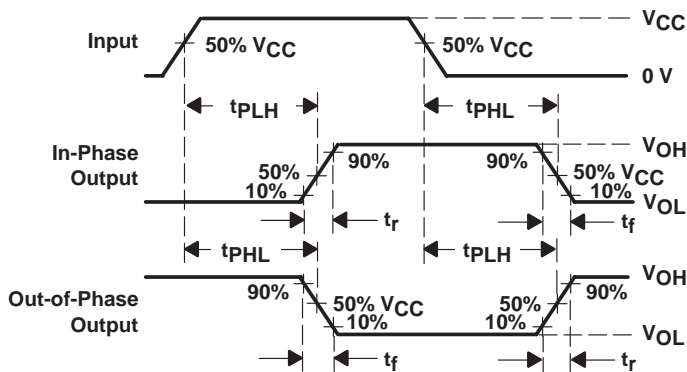 VCC
Input
50% VCC
50% VCC
0 V
tPLH
tPHL
In-Phase
Output
VOH
50%
10%
90%
90%
50% VCC
10%
VOL
tr
tf
tPHL
tPLH
Out-of-Phase
Output
VOH
90%
50% VCC
10%
50%
10%
90%
VOL
tf
tr